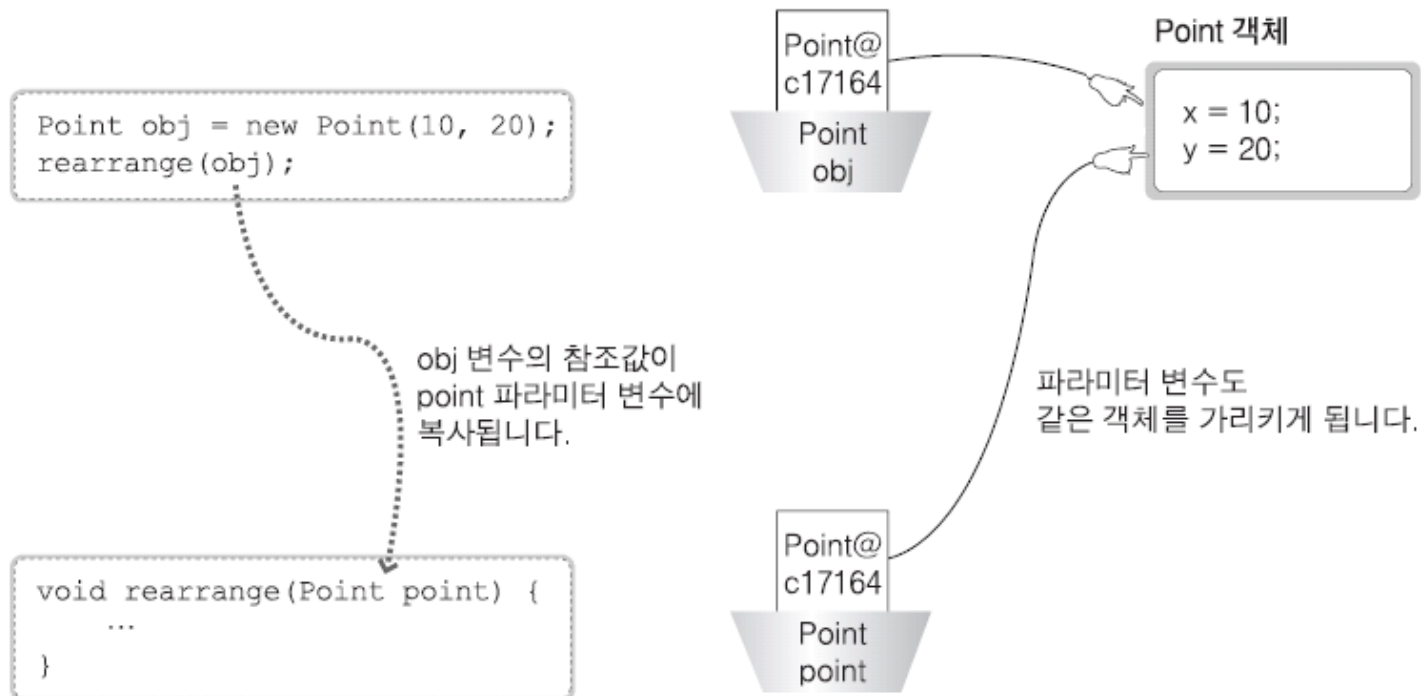 Point obj = new Point(10, 20);
rearrange(obj);
obj 변수의 참조값이
point 파라미터 변수에
복사됩니다.
void rearrange(Point point) {
...
}
Point@
c17164
Point
obj
Point 객체
x = 10;
y = 20;
파라미터 변수도
같은 객체를 가리키게 됩니다.
Point@
c17164
Point
point